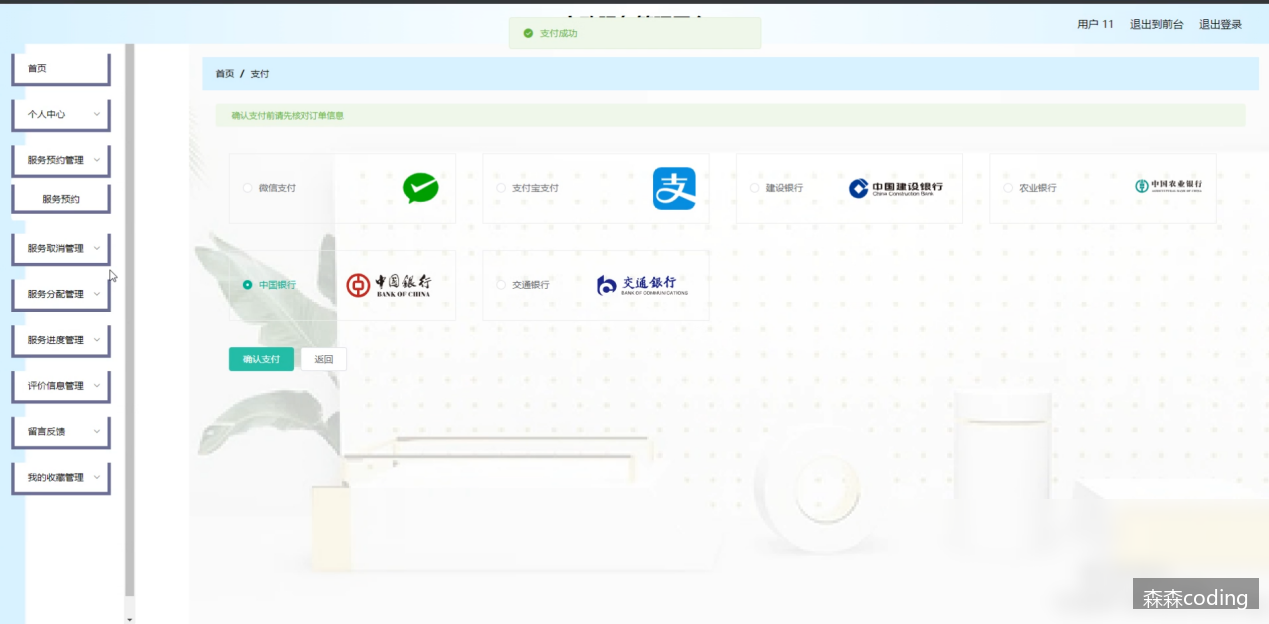 支付成功
用户 11
退出到前台
退出登录
首页
个人中心
服务预约管理
服务预约
服务取消管理
服务分配管理
服务进度管理
评价信息管理
留言反馈
我的收藏管理
首页 / 支付
确认支付前请先核对订单信息
微信支付
支付宝支付
支
建设银行
中国建设银行
China Construction Bank
农业银行
中国农业银行
AGRICULTURAL BANK OF CHINA
中国银行
中国銀行
BANK OF CHINA
交通银行
交通银行
BANK OF COMMUNICATIONS
确认支付
返回
森森coding